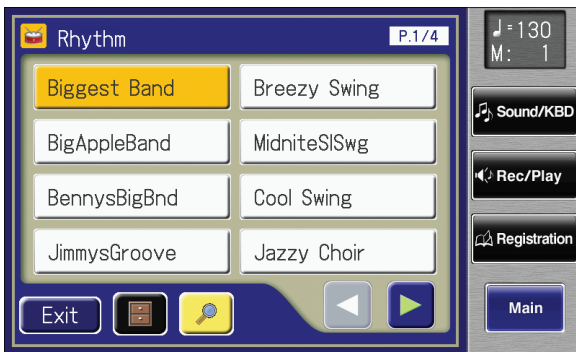 Rhythm
P.1/4
Biggest Band
Breezy Swing
BigAppleBand
MidniteSlSwg
BennysBigBnd
Cool Swing
JimmysGroove
Jazzy Choir
Exit
♩=130
M: 1
Sound/KBD
Rec/Play
Registration
Main